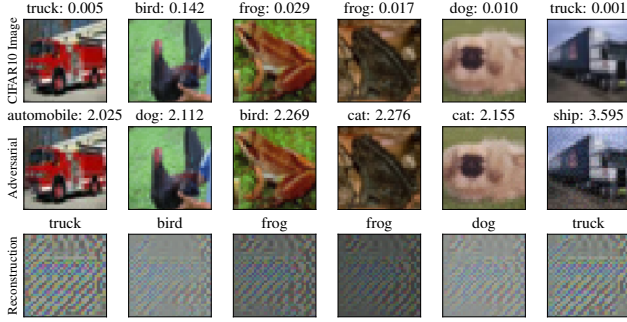 truck: 0.005 bird: 0.142 frog: 0.029 frog: 0.017 dog: 0.010 truck: 0.001
CIFAR10 Image
automobile: 2.025 dog: 2.112 bird: 2.269 cat: 2.276 cat: 2.155 ship: 3.595
Adversarial
truck bird frog frog dog truck
Reconstruction